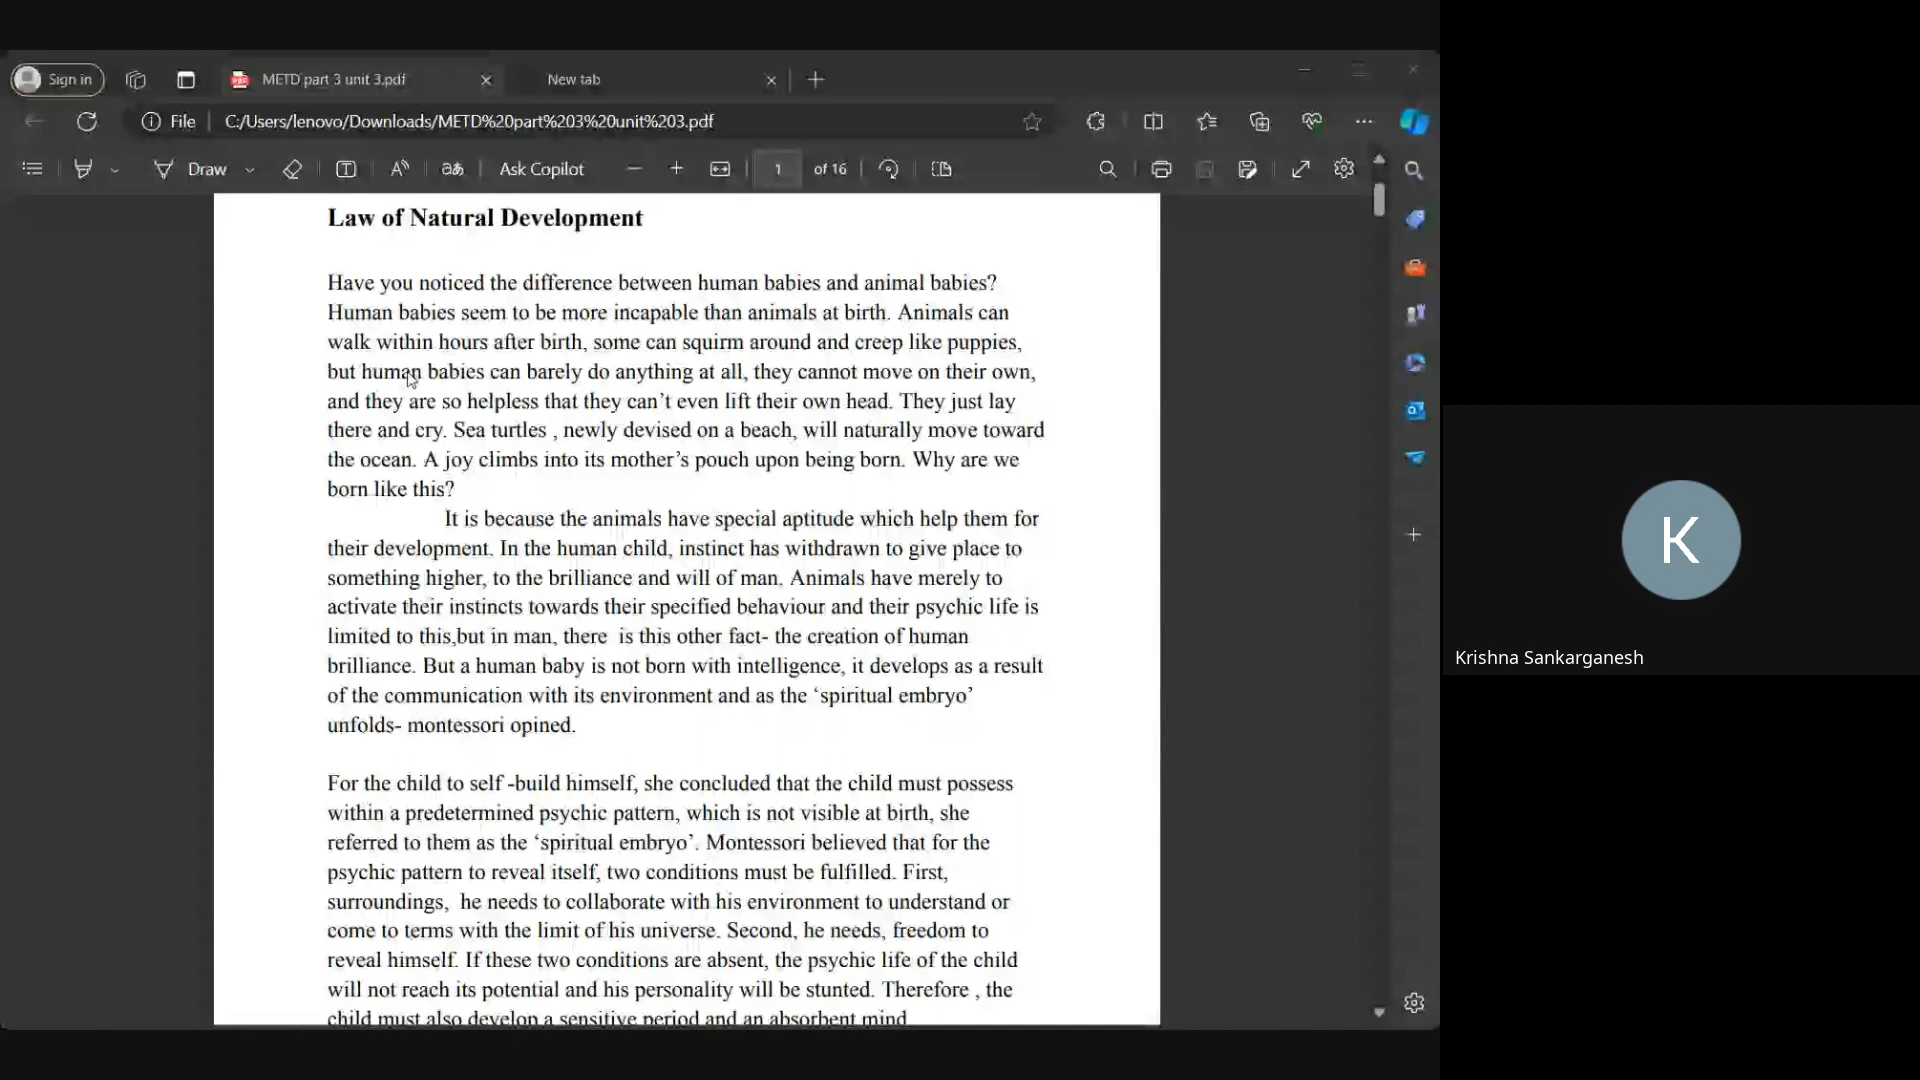 Sign in
METD part 3 unit 3.pdf
New tab
File
C:/Users/lenovo/Downloads/METD%20part%203%20unit%203.pdf
Draw
Ask Copilot
1
of 16
Law of Natural Development
Have you noticed the difference between human babies and animal babies?
Human babies seem to be more incapable than animals at birth. Animals can
walk within hours after birth, some can squirm around and creep like puppies,
but human babies can barely do anything at all, they cannot move on their own,
and they are so helpless that they can’t even lift their own head. They just lay
there and cry. Sea turtles , newly devised on a beach, will naturally move toward
the ocean. A joy climbs into its mother’s pouch upon being born. Why are we
born like this?
It is because the animals have special aptitude which help them for
their development. In the human child, instinct has withdrawn to give place to
something higher, to the brilliance and will of man. Animals have merely to
activate their instincts towards their specified behaviour and their psychic life is
limited to this,but in man, there is this other fact- the creation of human
brilliance. But a human baby is not born with intelligence, it develops as a result
of the communication with its environment and as the ‘spiritual embryo’
unfolds- montessori opined.
For the child to self -build himself, she concluded that the child must possess
within a predetermined psychic pattern, which is not visible at birth, she
referred to them as the ‘spiritual embryo’. Montessori believed that for the
psychic pattern to reveal itself, two conditions must be fulfilled. First,
surroundings, he needs to collaborate with his environment to understand or
come to terms with the limit of his universe. Second, he needs, freedom to
reveal himself. If these two conditions are absent, the psychic life of the child
will not reach its potential and his personality will be stunted. Therefore , the
child must also develop a sensitive period and an absorbent mind
K
Krishna Sankarganesh